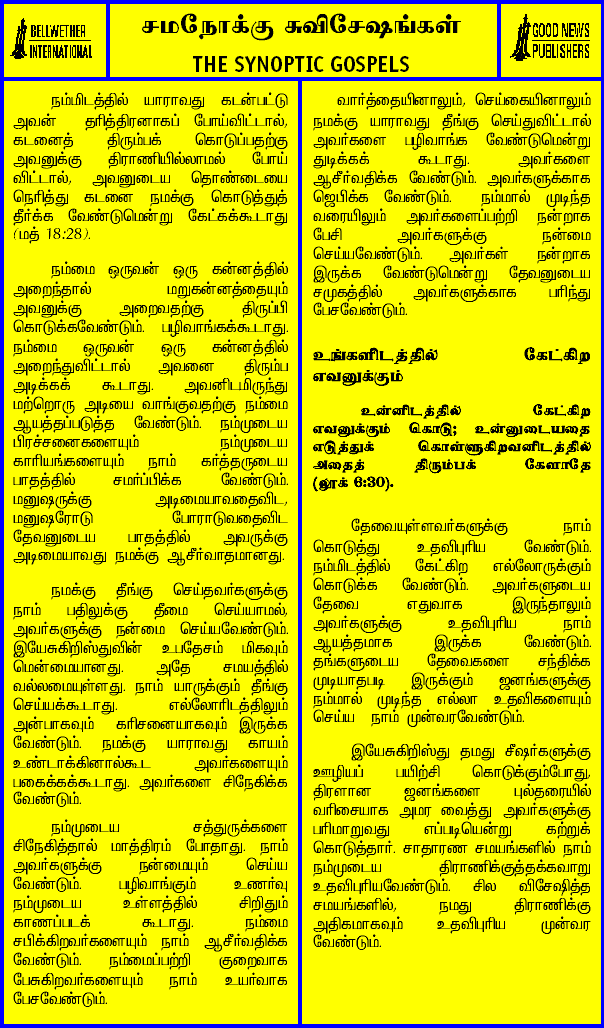 BELLWETHER
INTERNATIONAL
சமநோக்கு சுவிசேஷங்கள்
THE SYNOPTIC GOSPELS
GOOD NEWS
PUBLISHERS
நம்மிடத்தில் யாராவது கடன்பட்டு
அவன் தரித்திரனாகப் போய்விட்டால்,
கடனைத் திரும்பக் கொடுப்பதற்கு
அவனுக்கு திராணியில்லாமல் போய்
விட்டால், அவனுடைய தொண்டையை
நெரித்து கடனை நமக்கு கொடுத்துத்
தீர்க்க வேண்டுமென்று கேட்கக்கூடாது
(மத் 18:28).
நம்மை ஒருவன் ஒரு கன்னத்தில்
அறைந்தால் மறுகன்னத்தையும்
அவனுக்கு அறைவதற்கு திருப்பி
கொடுக்கவேண்டும். பழிவாங்கக்கூடாது.
நம்மை ஒருவன் ஒரு கன்னத்தில்
அறைந்துவிட்டால் அவனை திரும்ப
அடிக்கக் கூடாது. அவனிடமிருந்து
மற்றொரு அடியை வாங்குவதற்கு நம்மை
ஆயத்தப்படுத்த வேண்டும். நம்முடைய
பிரச்சனைகளையும் நம்முடைய
காரியங்களையும் நாம் கர்த்தருடைய
பாதத்தில் சமர்ப்பிக்க வேண்டும்.
மனுஷருக்கு அடிமையாவதைவிட,
மனுஷரோடு போராடுவதைவிட
தேவனுடைய பாதத்தில் அவருக்கு
அடிமையாவது நமக்கு ஆசீர்வாதமானது.
நமக்கு தீங்கு செய்தவர்களுக்கு
நாம் பதிலுக்கு தீமை செய்யாமல்,
அவர்களுக்கு நன்மை செய்யவேண்டும்.
இயேசுகிறிஸ்துவின் உபதேசம் மிகவும்
மென்மையானது. அதே சமயத்தில்
வல்லமையுள்ளது. நாம் யாருக்கும் தீங்கு
செய்யக்கூடாது. எல்லோரிடத்திலும்
அன்பாகவும் கரிசனையாகவும் இருக்க
வேண்டும். நமக்கு யாராவது காயம்
உண்டாக்கினால்கூட அவர்களையும்
பகைக்கக்கூடாது. அவர்களை சிநேகிக்க
வேண்டும்.
நம்முடைய சத்துருக்களை
சிநேகித்தால் மாத்திரம் போதாது. நாம்
அவர்களுக்கு நன்மையும் செய்ய
வேண்டும். பழிவாங்கும் உணர்வு
நம்முடைய உள்ளத்தில் சிறிதும்
காணப்படக் கூடாது. நம்மை
சபிக்கிறவர்களையும் நாம் ஆசீர்வதிக்க
வேண்டும். நம்மைப்பற்றி குறைவாக
பேசுகிறவர்களையும் நாம் உயர்வாக
பேசவேண்டும்.
வார்த்தையினாலும், செய்கையினாலும்
நமக்கு யாராவது தீங்கு செய்துவிட்டால்
அவர்களை பழிவாங்க வேண்டுமென்று
துடிக்கக் கூடாது. அவர்களை
ஆசீர்வதிக்க வேண்டும். அவர்களுக்காக
ஜெபிக்க வேண்டும். நம்மால் முடிந்த
வரையிலும் அவர்களைப்பற்றி நன்றாக
பேசி அவர்களுக்கு நன்மை
செய்யவேண்டும். அவர்கள் நன்றாக
இருக்க வேண்டுமென்று தேவனுடைய
சமுகத்தில் அவர்களுக்காக பரிந்து
பேசவேண்டும்.
உங்களிடத்தில் கேட்கிற
எவனுக்கும்
உன்னிடத்தில் கேட்கிற
எவனுக்கும் கொடு; உன்னுடையதை
எடுத்துக் கொள்ளுகிறவனிடத்தில்
அதைத் திரும்பக் கேளாதே
(லூக் 6:30).
தேவையுள்ளவர்களுக்கு நாம்
கொடுத்து உதவிபுரிய வேண்டும்.
நம்மிடத்தில் கேட்கிற எல்லோருக்கும்
கொடுக்க வேண்டும். அவர்களுடைய
தேவை எதுவாக இருந்தாலும்
அவர்களுக்கு உதவிபுரிய நாம்
ஆயத்தமாக இருக்க வேண்டும்.
தங்களுடைய தேவைகளை சந்திக்க
முடியாதபடி இருக்கும் ஜனங்களுக்கு
நம்மால் முடிந்த எல்லா உதவிகளையும்
செய்ய நாம் முன்வரவேண்டும்.
இயேசுகிறிஸ்து தமது சீஷர்களுக்கு
ஊழியப் பயிற்சி கொடுக்கும்போது,
திரளான ஜனங்களை புல்தரையில்
வரிசையாக அமர வைத்து அவர்களுக்கு
பரிமாறுவது எப்படியென்று கற்றுக்
கொடுத்தார். சாதாரண சமயங்களில் நாம்
நம்முடைய திராணிக்குத்தக்கவாறு
உதவிபுரியவேண்டும். சில விசேஷித்த
சமயங்களில், நமது திராணிக்கு
அதிகமாகவும் உதவிபுரிய முன்வர
வேண்டும்.